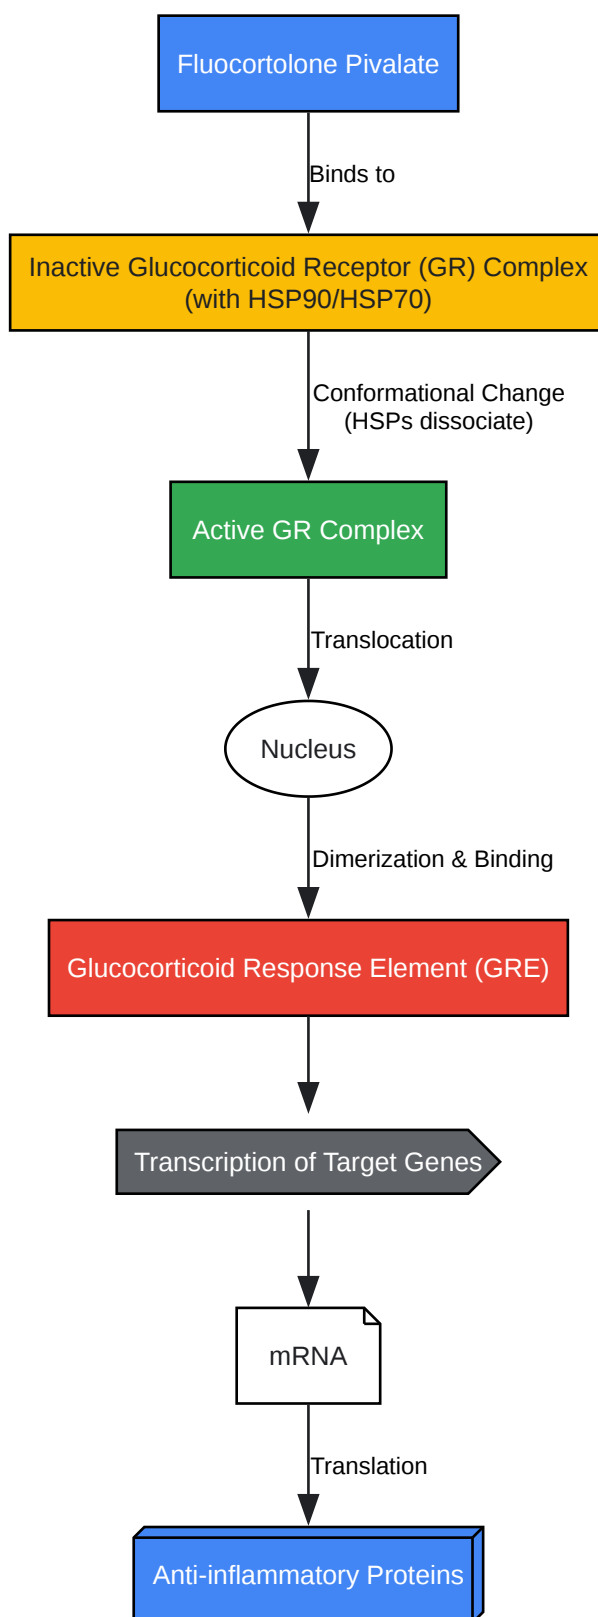 Fluocortolone Pivalate
Binds to
Inactive Glucocorticoid Receptor (GR) Complex
(with HSP90/HSP70)
Conformational Change
(HSPs dissociate)
Active GR Complex
Translocation
Nucleus
Dimerization & Binding
Glucocorticoid Response Element (GRE)
Transcription of Target Genes
mRNA
Translation
Anti-inflammatory Proteins